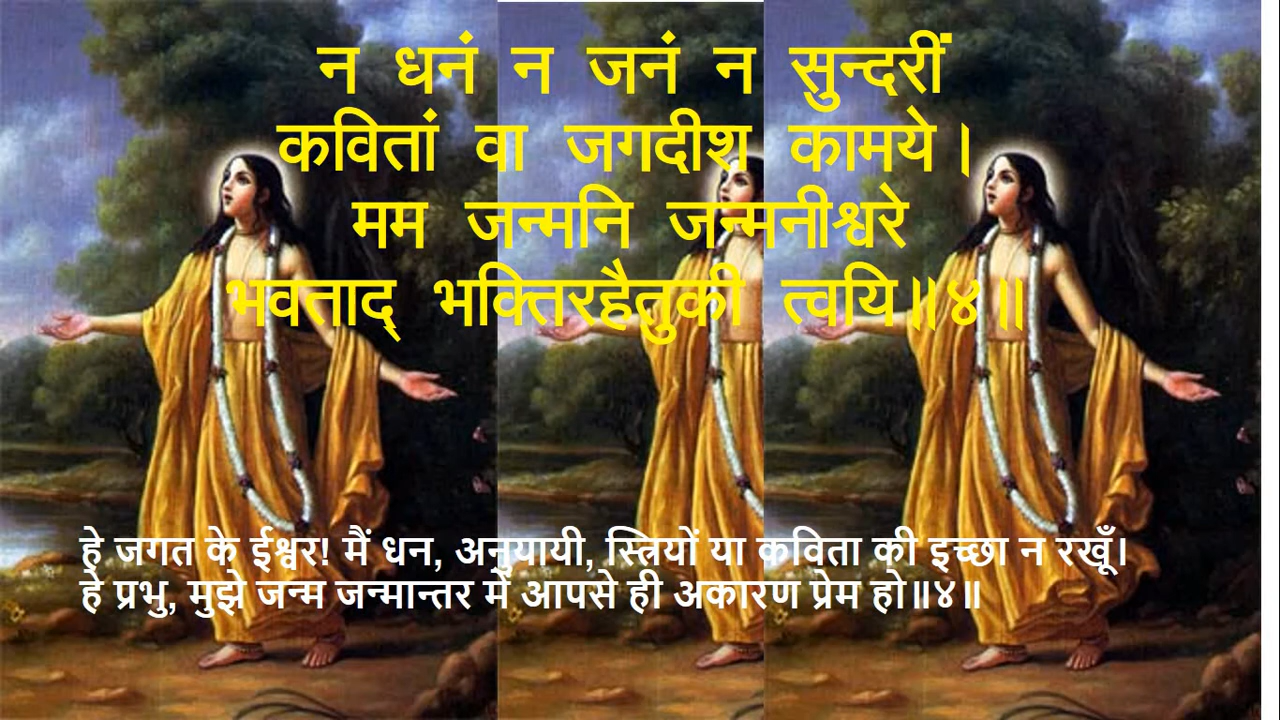 न धनं न जनं न सुन्दरीं
कवितां वा जगदीश कामये।
मम जन्मनि जन्मनीश्वरे
भवताद् भक्तिरहैतुकी त्वयि॥४॥
हे जगत के ईश्वर! मैं धन, अनुयायी, स्त्रियों या कविता की इच्छा न रखूँ।
हे प्रभु, मुझे जन्म जन्मान्तर में आपसे ही अकारण प्रेम हो॥४॥